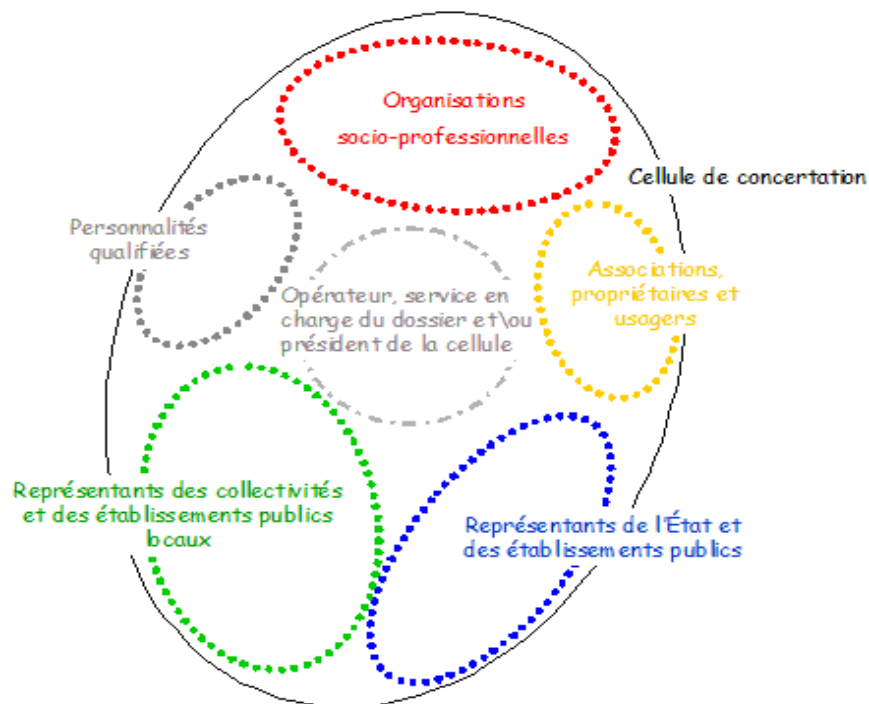 Organisations
socio-professionnelles
Cellule de concertation
Personnalités
qualifiées
Associations,
propriétaires et
usagers
Opérateur, service en
charge du dossier et\ou
président de la cellule
Représentants des collectivités
et des établissements publics
locaux
Représentants de l'État et
des établissements publics